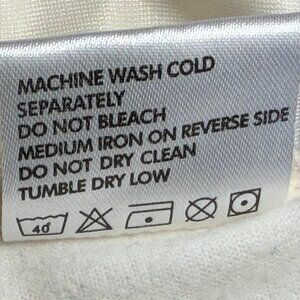 MACHINE WASH COLD
SEPARATELY
DO NOT BLEACH
MEDIUM IRON ON REVERSE SIDE
DO NOT DRY CLEAN
TUMBLE DRY LOW
40°